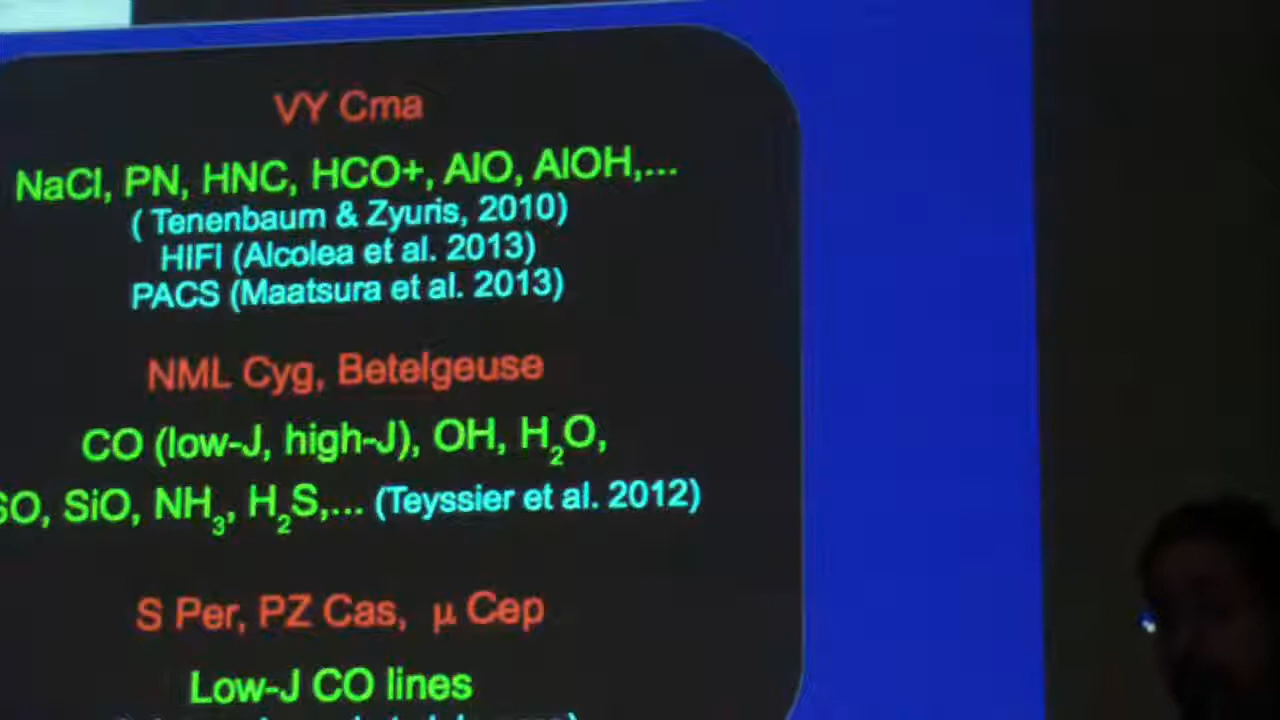 VY Cma
NaCl, PN, HNC, HCO+, AlO, AlOH,...
( Tenenbaum & Zyuris, 2010)
HIFI (Alcolea et al. 2013)
PACS (Maatsura et al. 2013)
NML Cyg, Betelgeuse
CO (low-J, high-J), OH, H₂O,
SO, SiO, NH₃, H₂S,... (Teyssier et al. 2012)
S Per, PZ Cas, μ Cep
Low-J CO lines